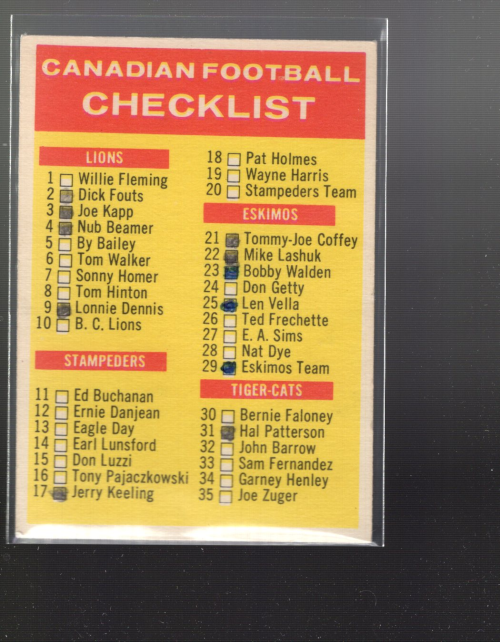 CANADIAN FOOTBALL
CHECKLIST
LIONS
1 Willie Fleming
2 Dick Fouts
3 Joe Kapp
4 Nub Beamer
5 By Bailey
6 Tom Walker
7 Sonny Homer
8 Tom Hinton
9 Lonnie Dennis
10 B. C. Lions
STAMPEDERS
11 Ed Buchanan
12 Ernie Danjean
13 Eagle Day
14 Earl Lunsford
15 Don Luzzi
16 Tony Pajaczkowski
17 Jerry Keeling
18 Pat Holmes
19 Wayne Harris
20 Stampeders Team
ESKIMOS
21 Tommy-Joe Coffey
22 Mike Lashuk
23 Bobby Walden
24 Don Getty
25 Len Vella
26 Ted Frechette
27 E. A. Sims
28 Nat Dye
29 Eskimos Team
TIGER-CATS
30 Bernie Faloney
31 Hal Patterson
32 John Barrow
33 Sam Fernandez
34 Garney Henley
35 Joe Zuger